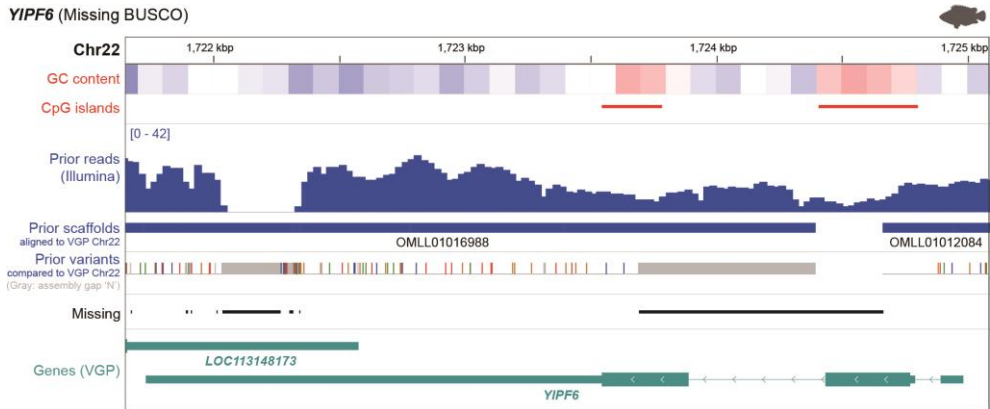 YIPF6 (Missing BUSCO)
Chr22
1,722 kbp
1,723 kbp
1,724 kbp
1,725 kbp
GC content
CpG islands
[0 - 42]
Prior reads
(Illumina)
Prior scaffolds
aligned to VGP Chr22
OMLL01016988
OMLL01012084
Prior variants
compared to VGP Chr22
(Gray: assembly gap 'N')
Missing
Genes (VGP)
LOC113148173
YIPF6